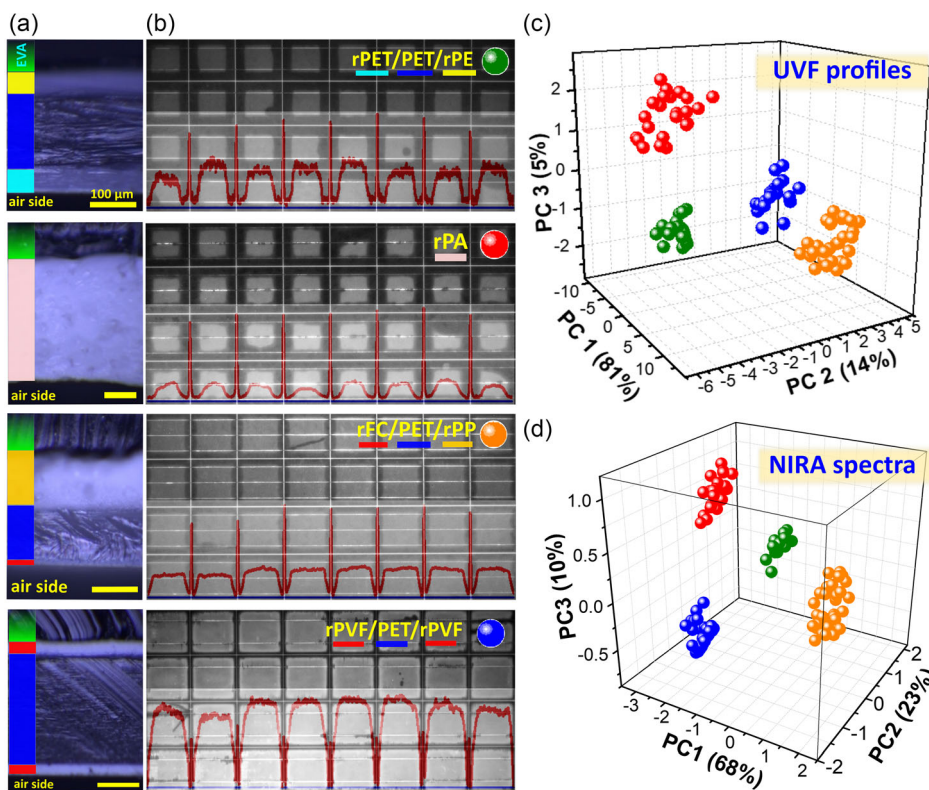 (a)
(b)
(c)
(d)
EVA
100 µm
air side
rPET/PET/rPE
air side
rPA
air side
rFC/PET/rPP
air side
rPVF/PET/rPVF
UVF profiles
PC 3 (5%)
2
1
0
-1
-2
-10
-5
0
5
10
PC 1 (81%)
-6
-5
-4
-3
-2
-1
0
1
2
3
4
5
PC 2 (14%)
NIRA spectra
PC3 (10%)
1.0
0.5
0.0
-0.5
-3
-2
-1
0
1
2
PC1 (68%)
-2
-1
0
1
2
PC2 (23%)